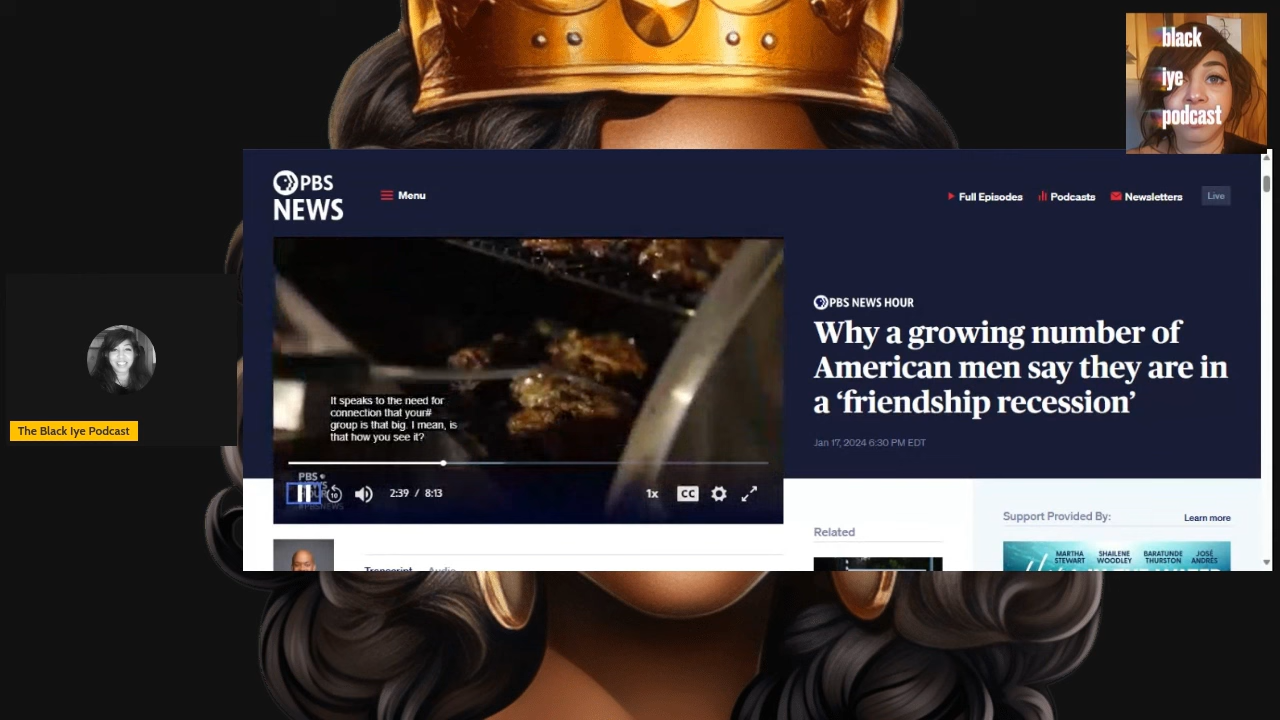 black
iye
podcast
PBS
NEWS
Menu
Full Episodes
Podcasts
Newsletters
Live
PBS NEWS HOUR
Why a growing number of
American men say they are in
a ‘friendship recession’
Jan 17, 2024 6:30 PM EDT
It speaks to the need for
connection that your#
group is that big. I mean, is
that how you see it?
PBS
2:39 / 8:13
10
1x
CC
The Black Iye Podcast
Transcript
Audio
Related
Support Provided By:
Learn more
MARTHA STEWART
SHAILENE WOODLEY
BARATUNDE THURSTON
JOSÉ ANDRÉS